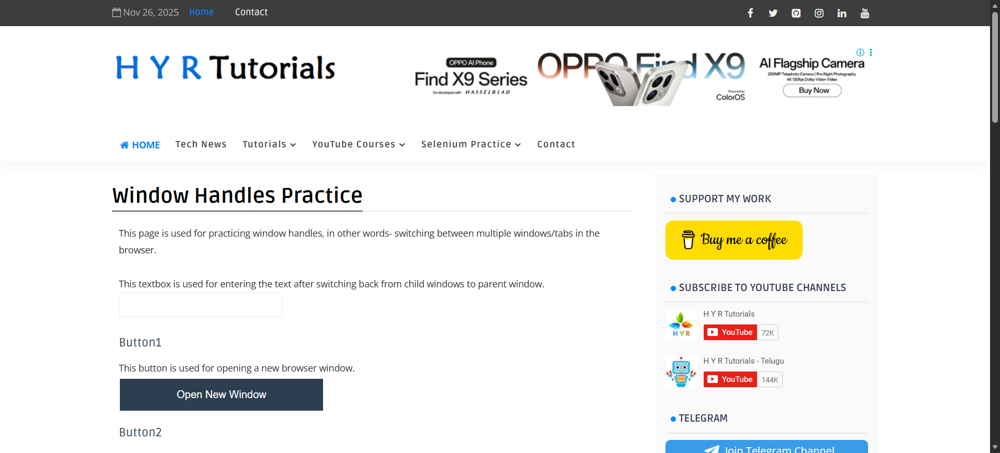 Nov 26, 2025 Home Contact
You Tube
H Y R Tutorials
OPPO AI Phone
Find X9 Series
Co-developed with HASSELBLAD
OPPO Find X9
Powered by
ColorOS
AI Flagship Camera
200MP Telephoto Camera | Pro Night Photography
4K 120fps Dolby Vision Video
Buy Now
HOME Tech News Tutorials YouTube Courses Selenium Practice Contact
Window Handles Practice
This page is used for practicing window handles, in other words- switching between multiple windows/tabs in the
browser.
This textbox is used for entering the text after switching back from child windows to parent window.
Button1
This button is used for opening a new browser window.
Open New Window
Button2
SUPPORT MY WORK
Buy me a coffee
SUBSCRIBE TO YOUTUBE CHANNELS
H Y R Tutorials
HYR
YouTube 72K
H Y R Tutorials - Telugu
YouTube 144K
TELEGRAM
Join Telegram Channel